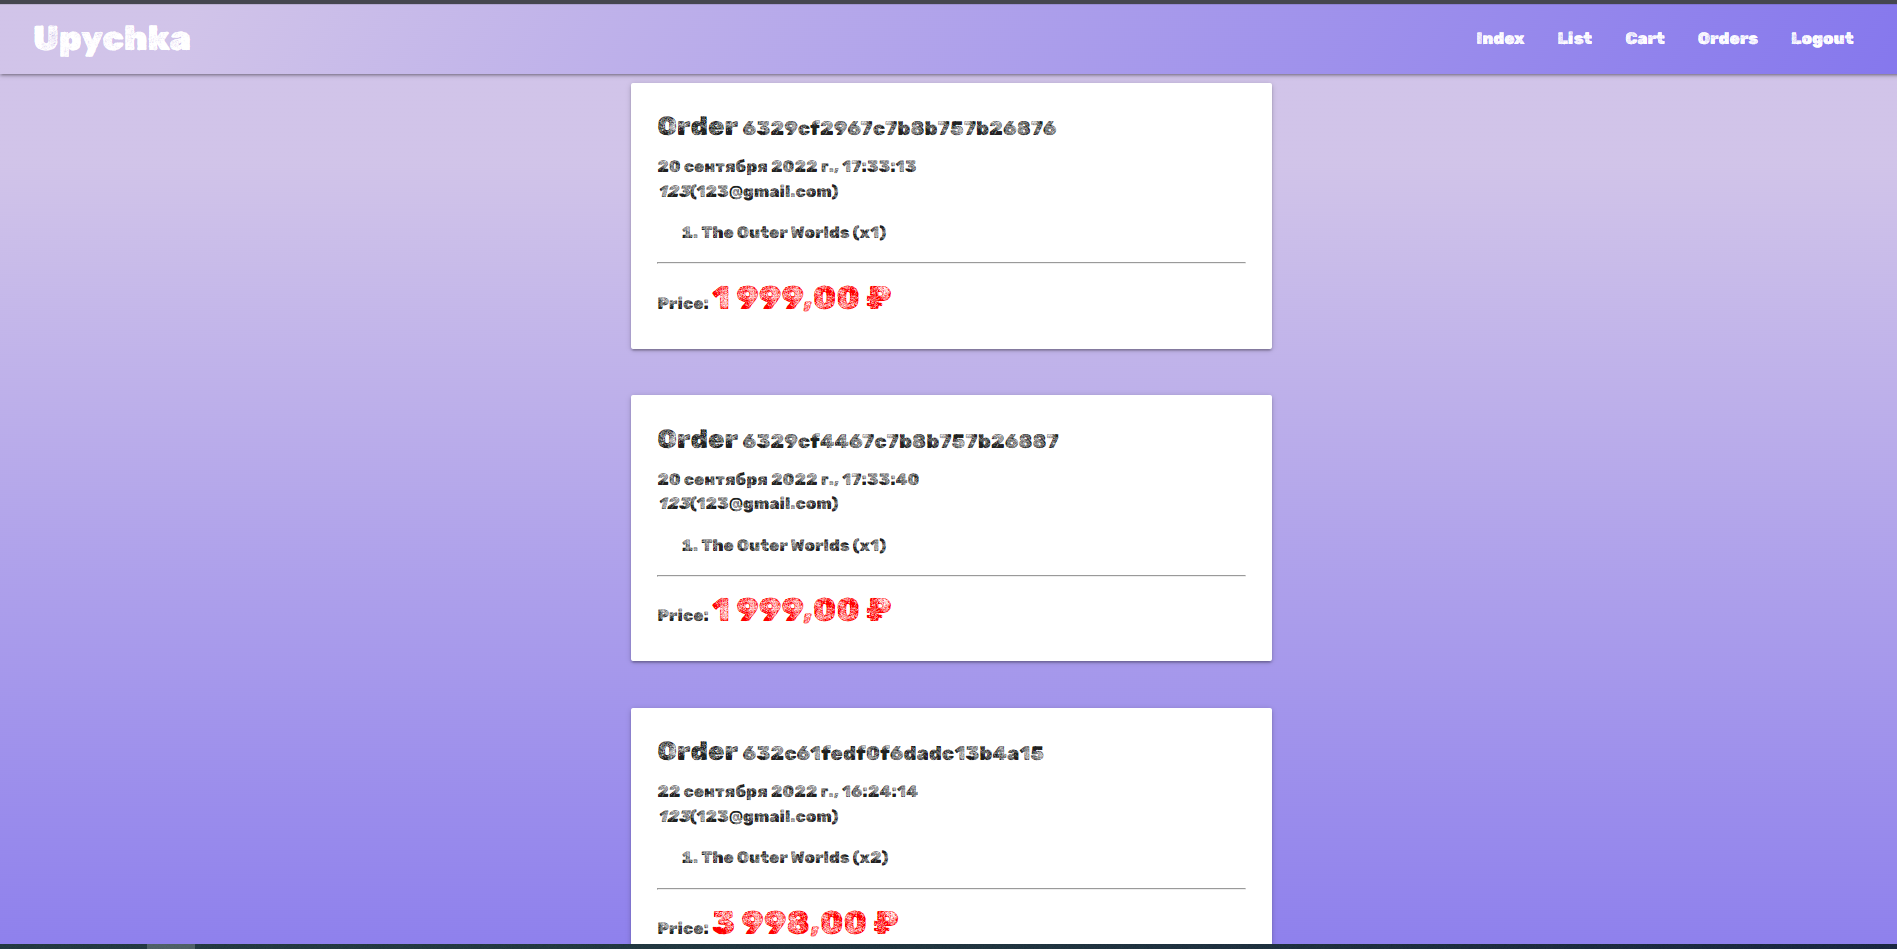 Upychka
Index List Cart Orders Logout
Order 6329cf2967c7b8b757b26876
20 сентября 2022 г., 17:33:13
123(123@gmail.com)
1. The Outer Worlds (x1)
Price: 1 999,00 ₽
Order 6329cf4467c7b8b757b26887
20 сентября 2022 г., 17:33:40
123(123@gmail.com)
1. The Outer Worlds (x1)
Price: 1 999,00 ₽
Order 632c61fedf0f6dadc13b4a15
22 сентября 2022 г., 16:24:14
123(123@gmail.com)
1. The Outer Worlds (x2)
Price: 3 998,00 ₽